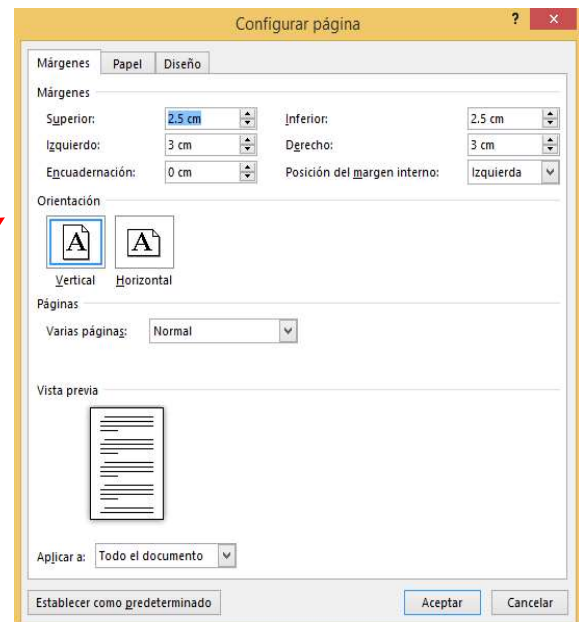 Configurar página
? ×
Márgenes Papel Diseño
Márgenes
Superior: 2.5 cm Inferior: 2.5 cm
Izquierdo: 3 cm Derecho: 3 cm
Encuadernación: 0 cm Posición del margen interno: Izquierda
Orientación
A A
Vertical Horizontal
Páginas
Varias páginas: Normal
Vista previa
Aplicar a: Todo el documento
Establecer como predeterminado Aceptar Cancelar